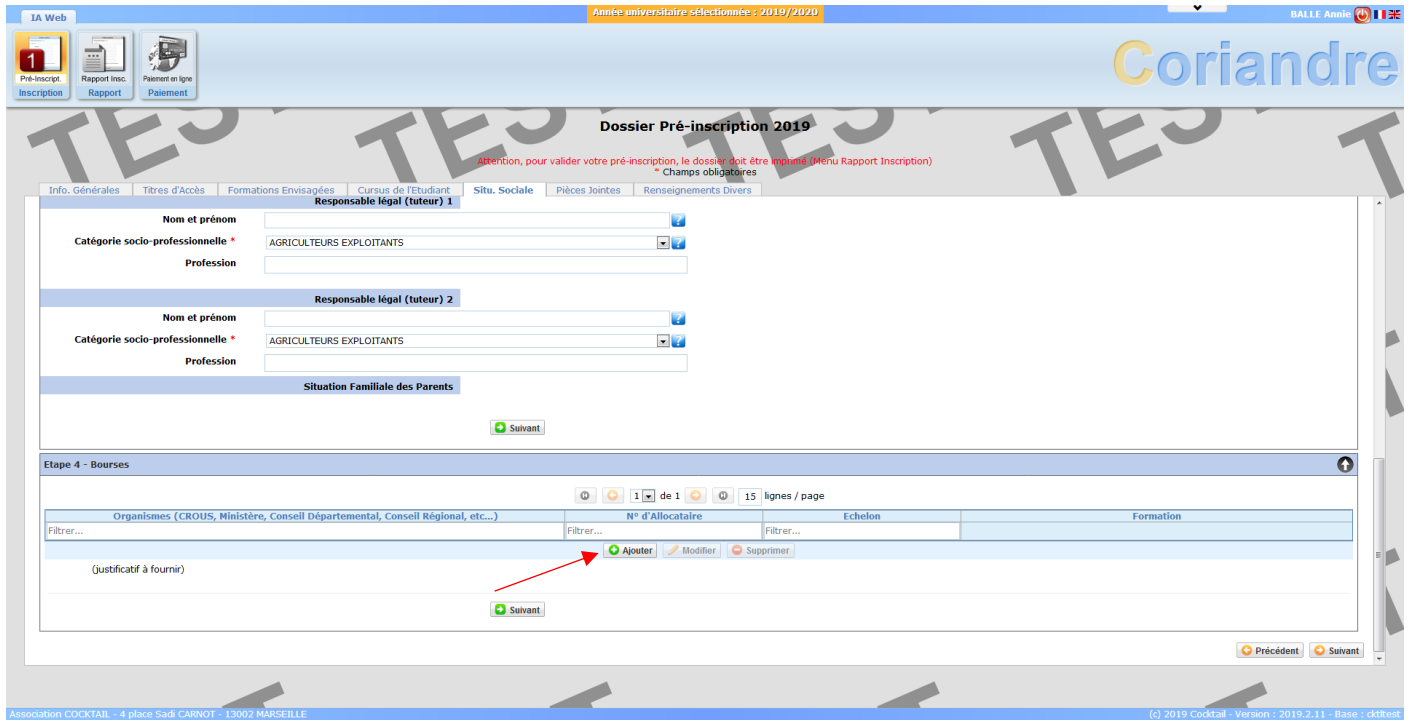 IA Web
Année universitaire sélectionnée : 2019/2020
BALLE Annie
1
Pré-Inscript.
Rapport Insc.
Paiement en ligne
Inscription
Rapport
Paiement
Coriandre
TEST
TEST
TEST
TEST
Dossier Pré-inscription 2019
Attention, pour valider votre pré-inscription, le dossier doit être imprimé (Menu Rapport Inscription)
* Champs obligatoires
Info. Générales
Titres d'Accès
Formations Envisagées
Cursus de l'Etudiant
Situ. Sociale
Pièces Jointes
Renseignements Divers
Responsable légal (tuteur) 1
Nom et prénom
?
Catégorie socio-professionnelle * AGRICULTEURS EXPLOITANTS ?
Profession
Responsable légal (tuteur) 2
Nom et prénom
?
Catégorie socio-professionnelle * AGRICULTEURS EXPLOITANTS ?
Profession
Situation Familiale des Parents
Suivant
Etape 4 - Bourses
1 de 1 15 lignes / page
Organismes (CROUS, Ministère, Conseil Départemental, Conseil Régional, etc...)
N° d'Allocataire
Echelon
Formation
Filtrer...
Filtrer...
Filtrer...
Ajouter
Modifier
Supprimer
(justificatif à fournir)
Suivant
Précédent
Suivant
Association COCKTAIL - 4 place Sadi CARNOT - 13002 MARSEILLE
(c) 2019 Cocktail - Version : 2019.2.11 - Base : cktltest